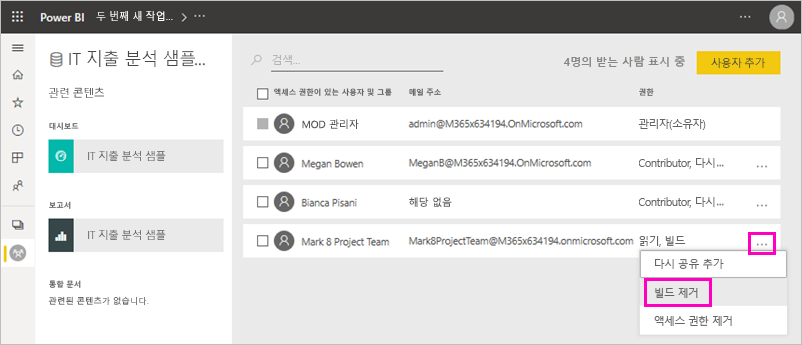 Power BI 두 번째 새 작업... > ...
IT 지출 분석 샘플...
관련 콘텐츠
대시보드
IT 지출 분석 샘플
보고서
IT 지출 분석 샘플
통합 문서
관련된 콘텐츠가 없습니다.
검색...
4명의 받는 사람 표시 중
사용자 추가
액세스 권한이 있는 사용자 및 그룹 메일 주소 권한
MOD 관리자 admin@M365x634194.OnMicrosoft.com 관리자(소유자)
Megan Bowen MeganB@M365x634194.OnMicrosoft.com Contributor, 다시... ...
Bianca Pisani 해당 없음 Contributor, 다시... ...
Mark 8 Project Team Mark8ProjectTeam@M365x634194.onmicrosoft.com 읽기, 빌드 ...
다시 공유 추가
빌드 제거
액세스 권한 제거